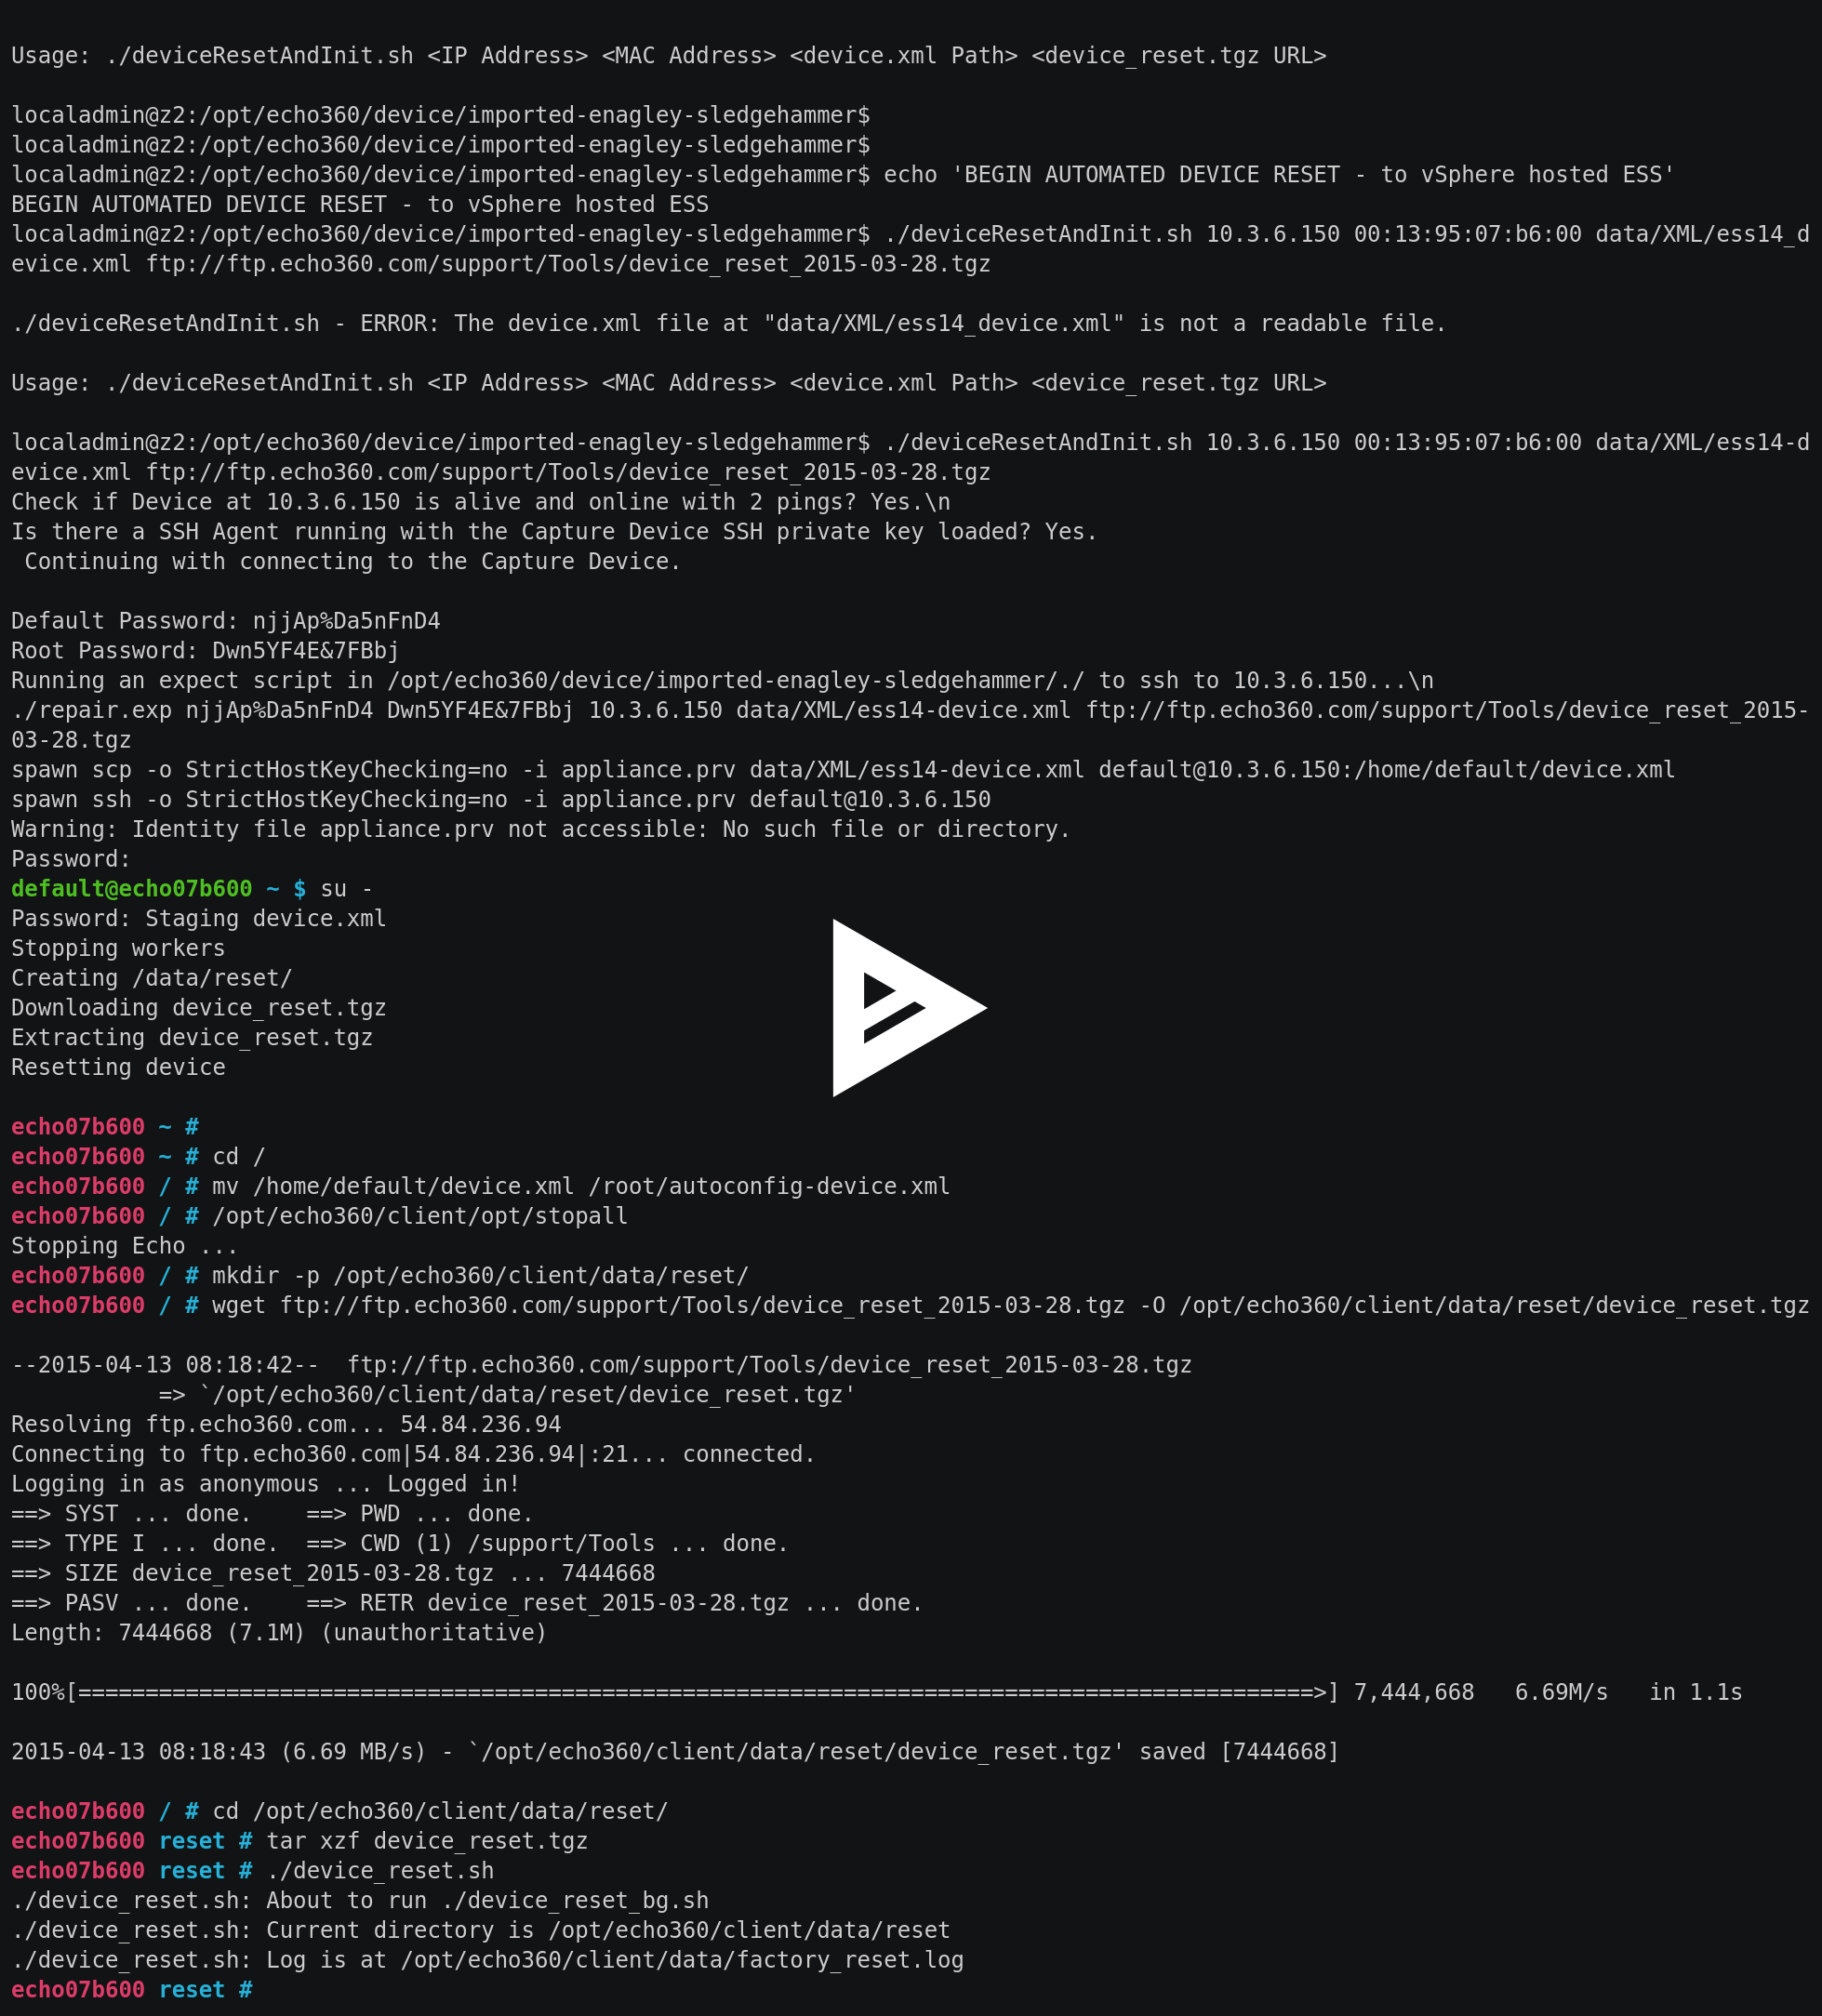 Usage: ./deviceResetAndInit.sh <IP Address> <MAC Address> <device.xml Path> <device_reset.tgz URL>
localadmin@z2:/opt/echo360/device/imported-enagley-sledgehammer$
localadmin@z2:/opt/echo360/device/imported-enagley-sledgehammer$
localadmin@z2:/opt/echo360/device/imported-enagley-sledgehammer$ echo 'BEGIN AUTOMATED DEVICE RESET - to vSphere hosted ESS'
BEGIN AUTOMATED DEVICE RESET - to vSphere hosted ESS
localadmin@z2:/opt/echo360/device/imported-enagley-sledgehammer$ ./deviceResetAndInit.sh 10.3.6.150 00:13:95:07:b6:00 data/XML/ess14_d
evice.xml ftp://ftp.echo360.com/support/Tools/device_reset_2015-03-28.tgz
./deviceResetAndInit.sh - ERROR: The device.xml file at "data/XML/ess14_device.xml" is not a readable file.
Usage: ./deviceResetAndInit.sh <IP Address> <MAC Address> <device.xml Path> <device_reset.tgz URL>
localadmin@z2:/opt/echo360/device/imported-enagley-sledgehammer$ ./deviceResetAndInit.sh 10.3.6.150 00:13:95:07:b6:00 data/XML/ess14-d
evice.xml ftp://ftp.echo360.com/support/Tools/device_reset_2015-03-28.tgz
Check if Device at 10.3.6.150 is alive and online with 2 pings? Yes.\n
Is there a SSH Agent running with the Capture Device SSH private key loaded? Yes.
 Continuing with connecting to the Capture Device.
Default Password: njjAp%Da5nFnD4
Root Password: Dwn5YF4E&7FBbj
Running an expect script in /opt/echo360/device/imported-enagley-sledgehammer/./ to ssh to 10.3.6.150...\n
./repair.exp njjAp%Da5nFnD4 Dwn5YF4E&7FBbj 10.3.6.150 data/XML/ess14-device.xml ftp://ftp.echo360.com/support/Tools/device_reset_2015-
03-28.tgz
spawn scp -o StrictHostKeyChecking=no -i appliance.prv data/XML/ess14-device.xml default@10.3.6.150:/home/default/device.xml
spawn ssh -o StrictHostKeyChecking=no -i appliance.prv default@10.3.6.150
Warning: Identity file appliance.prv not accessible: No such file or directory.
Password:
default@echo07b600 ~ $ su -
Password: Staging device.xml
Stopping workers
Creating /data/reset/
Downloading device_reset.tgz
Extracting device_reset.tgz
Resetting device
echo07b600 ~ #
echo07b600 ~ # cd /
echo07b600 / # mv /home/default/device.xml /root/autoconfig-device.xml
echo07b600 / # /opt/echo360/client/opt/stopall
Stopping Echo ...
echo07b600 / # mkdir -p /opt/echo360/client/data/reset/
echo07b600 / # wget ftp://ftp.echo360.com/support/Tools/device_reset_2015-03-28.tgz -O /opt/echo360/client/data/reset/device_reset.tgz
--2015-04-13 08:18:42--  ftp://ftp.echo360.com/support/Tools/device_reset_2015-03-28.tgz
           => `/opt/echo360/client/data/reset/device_reset.tgz'
Resolving ftp.echo360.com... 54.84.236.94
Connecting to ftp.echo360.com|54.84.236.94|:21... connected.
Logging in as anonymous ... Logged in!
==> SYST ... done.    ==> PWD ... done.
==> TYPE I ... done.  ==> CWD (1) /support/Tools ... done.
==> SIZE device_reset_2015-03-28.tgz ... 7444668
==> PASV ... done.    ==> RETR device_reset_2015-03-28.tgz ... done.
Length: 7444668 (7.1M) (unauthoritative)
100%[============================================================================================>] 7,444,668   6.69M/s   in 1.1s
2015-04-13 08:18:43 (6.69 MB/s) - `/opt/echo360/client/data/reset/device_reset.tgz' saved [7444668]
echo07b600 / # cd /opt/echo360/client/data/reset/
echo07b600 reset # tar xzf device_reset.tgz
echo07b600 reset # ./device_reset.sh
./device_reset.sh: About to run ./device_reset_bg.sh
./device_reset.sh: Current directory is /opt/echo360/client/data/reset
./device_reset.sh: Log is at /opt/echo360/client/data/factory_reset.log
echo07b600 reset #